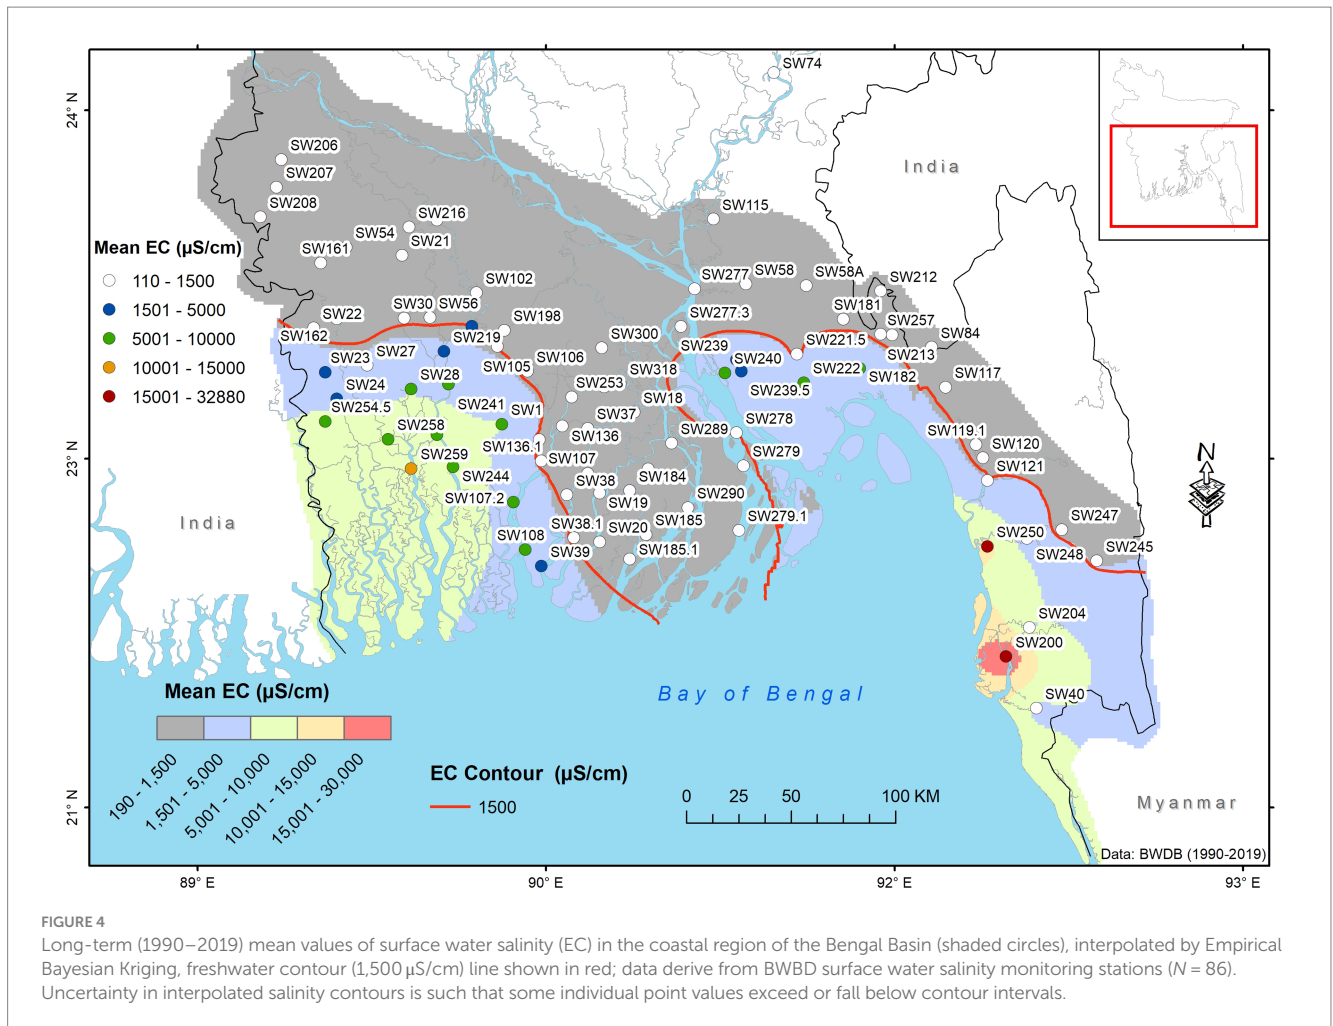 SW74
24° N
India
SW206
SW207
SW208
SW216
SW54
SW21
SW161
SW115
Mean EC (µS/cm)
110 - 1500
1501 - 5000
5001 - 10000
10001 - 15000
15001 - 32880
SW102
SW277
SW58
SW58A
SW212
SW22
SW30
SW56
SW198
SW277.3
SW181
SW257
SW162
SW219
SW300
SW239
SW221.5
SW84
SW23
SW27
SW105
SW106
SW240
SW213
SW24
SW28
SW253
SW318
SW239.5
SW222
SW182
SW117
SW254.5
SW241
SW1
SW37
SW18
SW258
SW136.1
SW136
SW289
SW278
SW119.1
SW120
23° N
SW259
SW107
SW279
SW121
SW244
SW38
SW184
SW107.2
SW19
SW290
India
SW108
SW38.1
SW20
SW185
SW279.1
SW250
SW247
SW39
SW185.1
SW248
SW245
N
SW204
SW200
Mean EC (µS/cm)
Bay of Bengal
SW40
190 - 1,500
1,501 - 5,000
5,001 - 10,000
10,001 - 15,000
15,001 - 30,000
EC Contour (µS/cm)
1500
0 25 50 100 KM
21° N
Myanmar
Data: BWDB (1990-2019)
89° E
90° E
92° E
93° E
FIGURE 4
Long-term (1990–2019) mean values of surface water salinity (EC) in the coastal region of the Bengal Basin (shaded circles), interpolated by Empirical
Bayesian Kriging, freshwater contour (1,500 µS/cm) line shown in red; data derive from BWBD surface water salinity monitoring stations (N = 86).
Uncertainty in interpolated salinity contours is such that some individual point values exceed or fall below contour intervals.